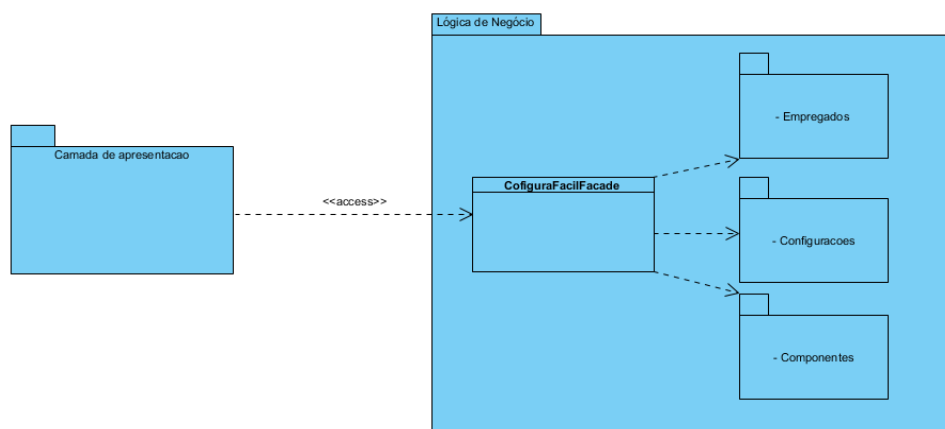 Lógica de Negócio
- Empregados
Camada de apresentacao
CofiguraFacilFacade
<<access>>
- Configuracoes
- Componentes